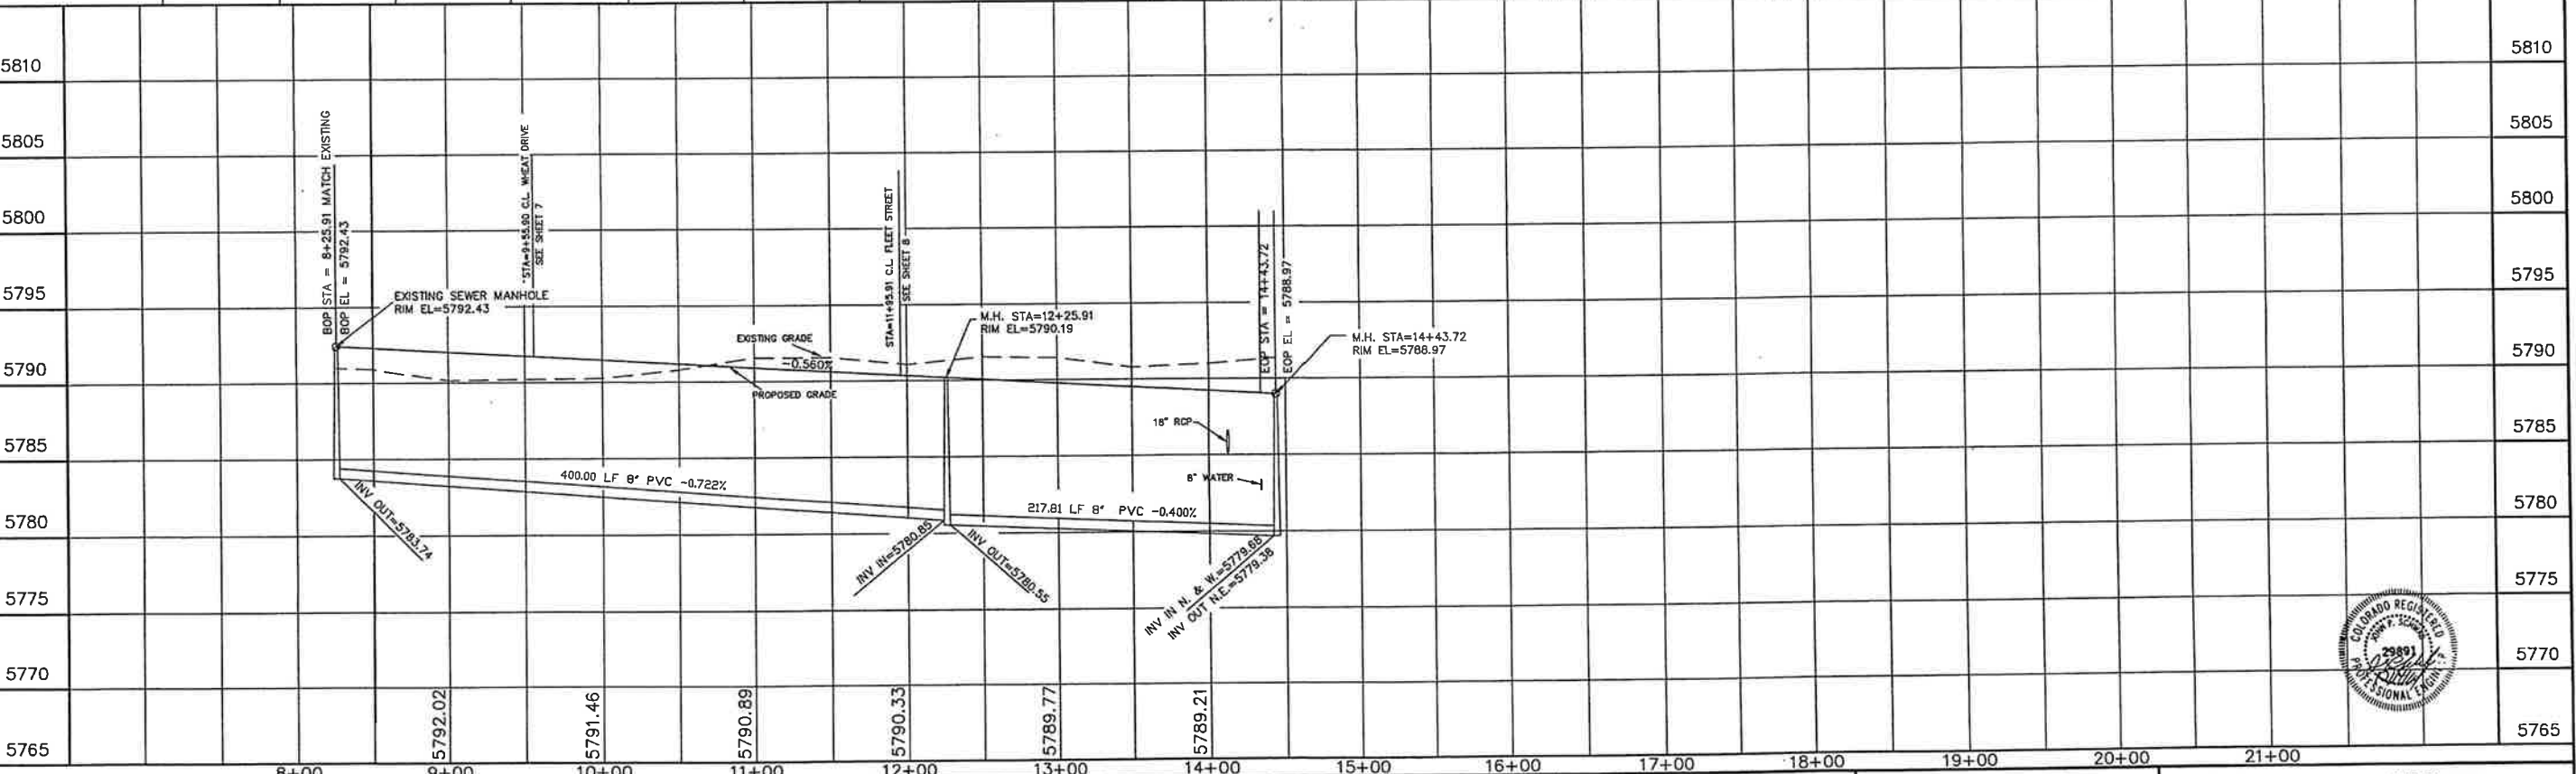 5810
5805
5800
5795
5790
5785
5780
5775
5770
5765
BOP STA = 8+25.91 MATCH EXISTING
BOP EL = 5792.43
EXISTING SEWER MANHOLE
RIM EL=5792.43
STA=9+55.90 C.L. WHEAT DRIVE
SEE SHEET 7
EXISTING GRADE
-0.560%
PROPOSED GRADE
STA=11+95.91 C.L. FLEET STREET
SEE SHEET 8
M.H. STA=12+25.91
RIM EL=5790.19
EOP STA = 14+43.72
EOP EL = 5788.97
M.H. STA=14+43.72
RIM EL=5788.97
18" RCP
8" WATER
400.00 LF 8" PVC -0.722%
217.81 LF 8" PVC -0.400%
INV OUT=5783.74
INV IN=5780.85
INV OUT=5780.55
INV IN N. & W.=5779.68
INV OUT N.E.=5779.38
5792.02
5791.46
5790.89
5790.33
5789.77
5789.21
8+00
9+00
10+00
11+00
12+00
13+00
14+00
15+00
16+00
17+00
18+00
19+00
20+00
21+00
5810
5805
5800
5795
5790
5785
5780
5775
5770
5765
COLORADO REGISTERED
29891
PROFESSIONAL